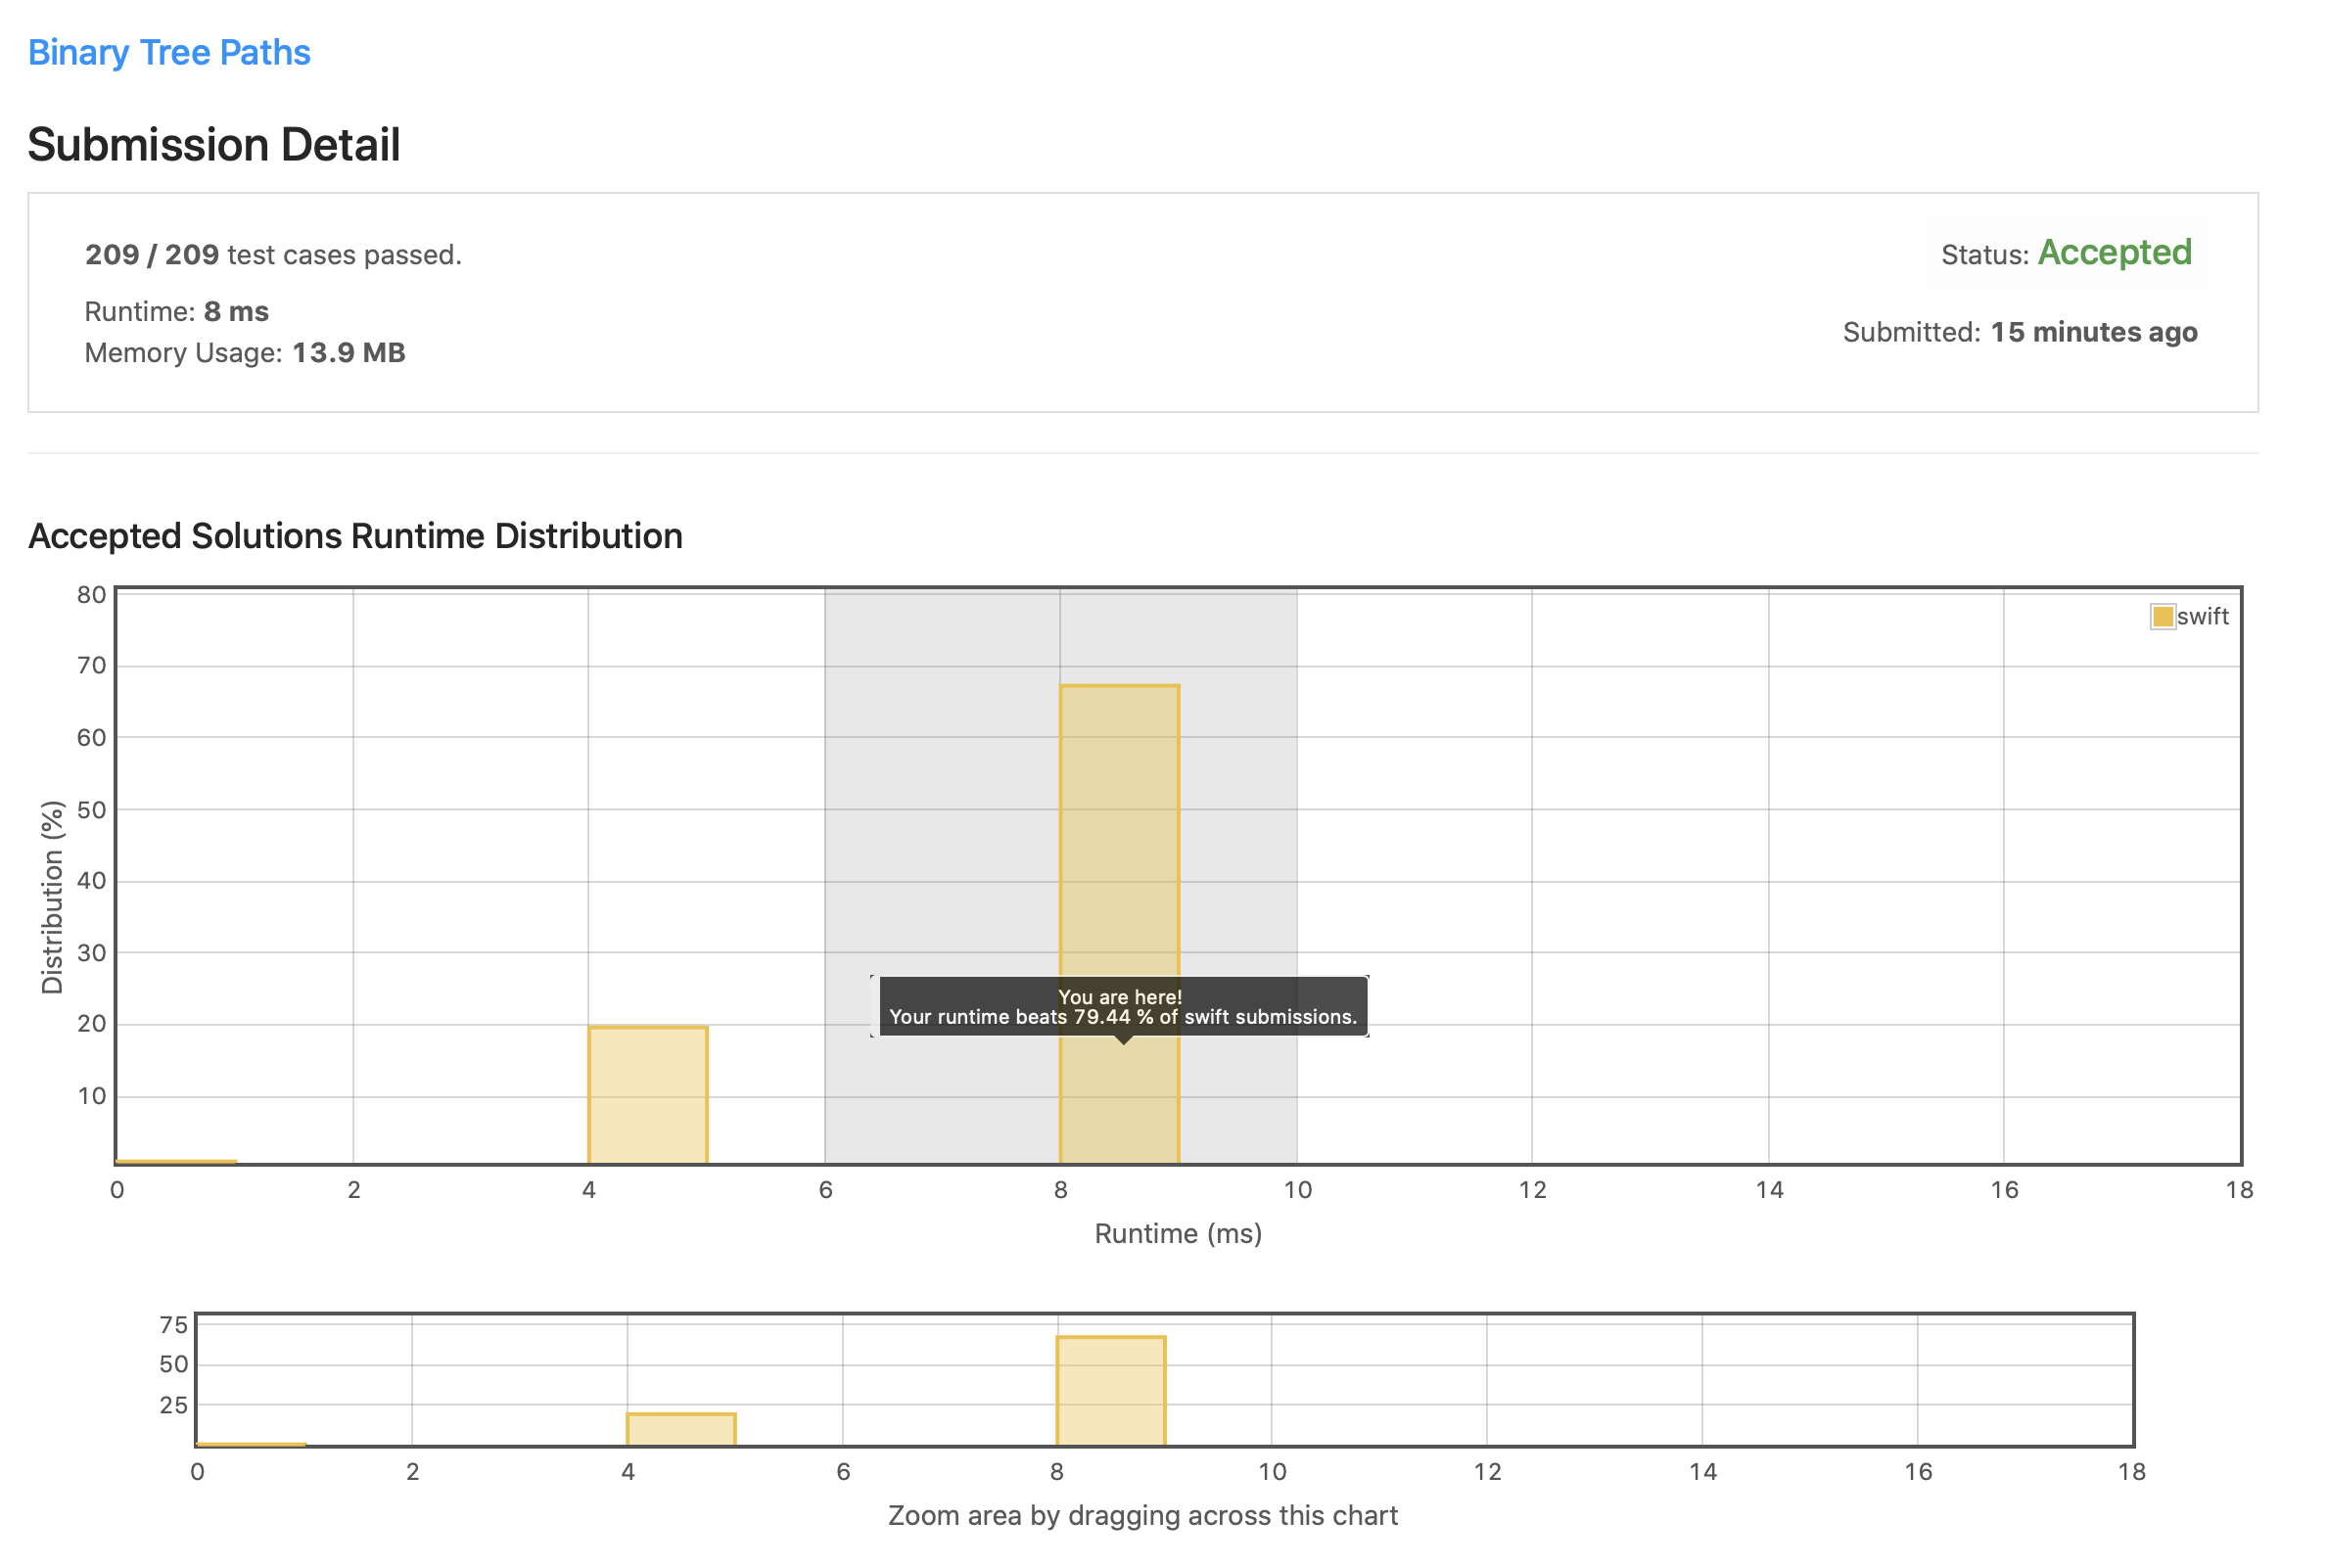 Binary Tree Paths
Submission Detail
209 / 209 test cases passed.
Status: Accepted
Runtime: 8 ms
Submitted: 15 minutes ago
Memory Usage: 13.9 MB
Accepted Solutions Runtime Distribution
80
swift
70
60
50
40
30
20
10
Distribution (%)
You are here!
Your runtime beats 79.44 % of swift submissions.
0 2 4 6 8 10 12 14 16 18
Runtime (ms)
75
50
25
0 2 4 6 8 10 12 14 16 18
Zoom area by dragging across this chart